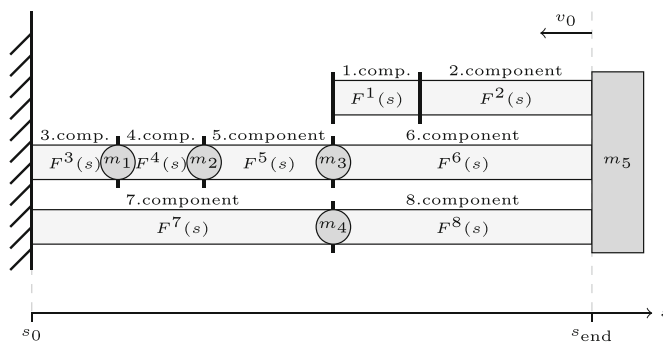 v₀
1.comp. 2.component
F¹(s) F²(s)
3.comp. 4.comp. 5.component 6.component
F³(s) m₁ F⁴(s) m₂ F⁵(s) m₃ F⁶(s) m₅
7.component 8.component
F⁷(s) m₄ F⁸(s)
s₀ s_end